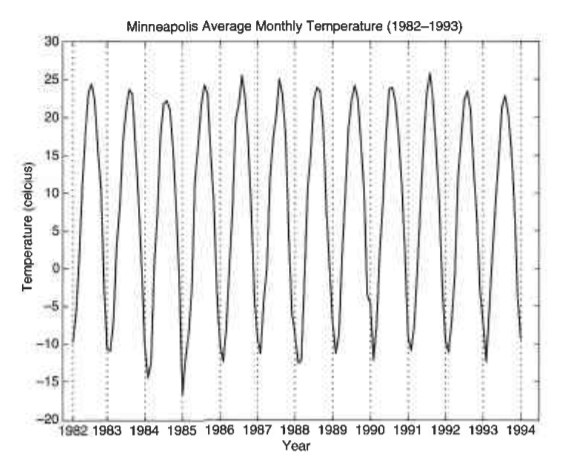 Minneapolis Average Monthly Temperature (1982–1993)
30
25
20
15
10
5
0
−5
−10
−15
−20
Temperature (celcius)
1982 1983 1984 1985 1986 1987 1988 1989 1990 1991 1992 1993 1994
Year